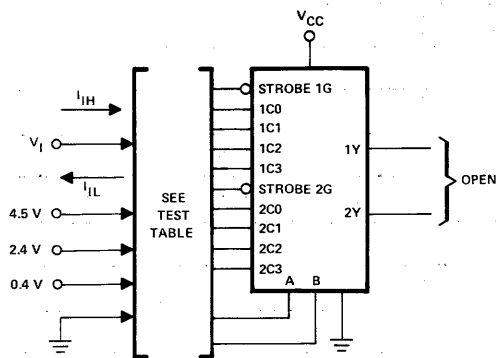 VCC
STROBE 1G
IIH
1C0
1C1
VI
1C2
1Y
1C3
IIL
STROBE 2G
OPEN
SEE
TEST
TABLE
2C0
4.5 V
2Y
2C1
2.4 V
2C2
2C3
0.4 V
A B